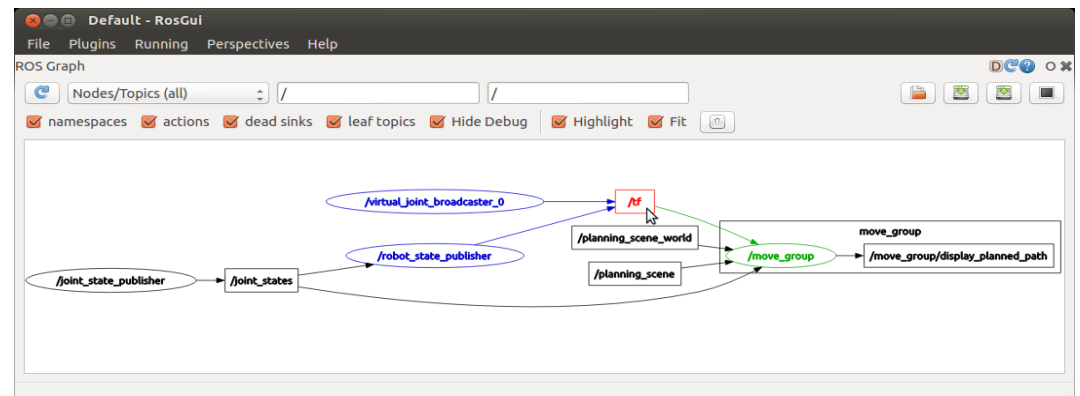 Default - RosGui
File Plugins Running Perspectives Help
ROS Graph
D ? O
Nodes/Topics (all) / /
namespaces actions dead sinks leaf topics Hide Debug Highlight Fit
/virtual_joint_broadcaster_0 /tf
/planning_scene_world move_group
/robot_state_publisher /move_group /move_group/display_planned_path
/planning_scene
/joint_state_publisher /joint_states